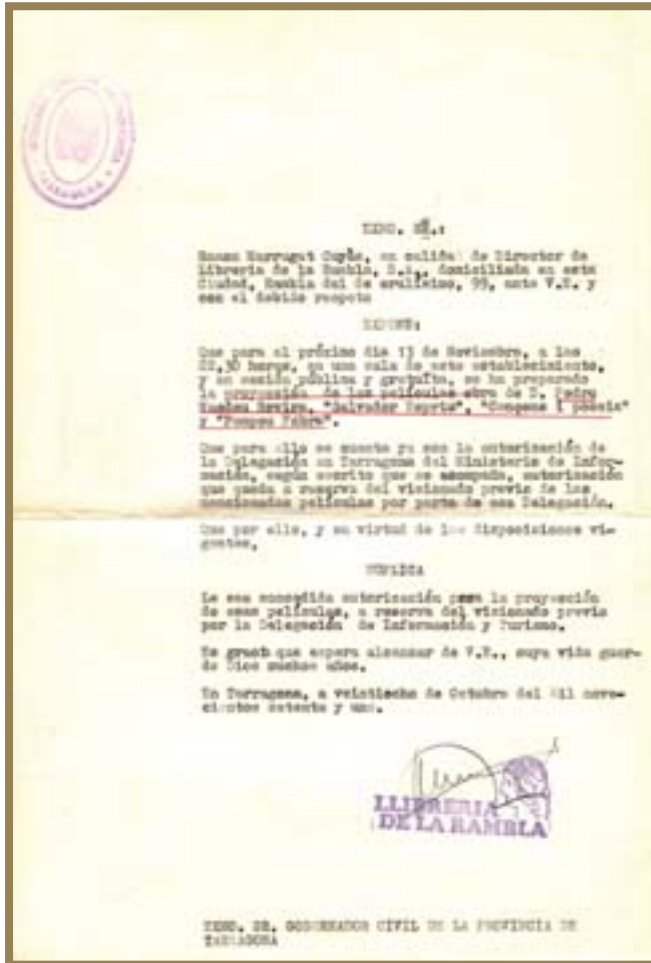 EXMO. SR.:
Ramon Marrugat Cuyàs, en calidad de Director de
Libreria de la Rambla, S.L., domiciliada en esta
Ciudad, Rambla del Generalísimo, 99, ante V.E. y
con el debido respeto
EXPONE:
Que para el próximo dia 13 de Noviembre, a las
22,30 horas, en una sala de este establecimiento,
y en sesión pública y gratuita, se ha preparado
la proyección de las películas obra de D. Pedro
"Salvador Espriu", "Compass i poesia"
y "Pompeu Fabra".
Que para ello se cuenta ya con la autorización de
la Delegación en Tarragona del Ministerio de Infor-
mación, según escrito que se acompaña, autorización
que queda a reserva del visionado previo de las
mencionadas películas por parte de esa Delegación.
Que por ello, y en virtud de las disposiciones vi-
gentes,
SUPLICA
Le sea concedida autorización para la proyección
de esas películas, a reserva del visionado previo
por la Delegación de Información y Turismo.
Es gracia que espera alcanzar de V.E., cuya vida guar-
de Dios muchos años.
En Tarragona, a veintiocho de Octubre del mil nove-
cientos setenta y uno.
LLIBRERIA
DE LA RAMBLA
EXMO. SR. GOBERNADOR CIVIL DE LA PROVINCIA DE
TARRAGONA